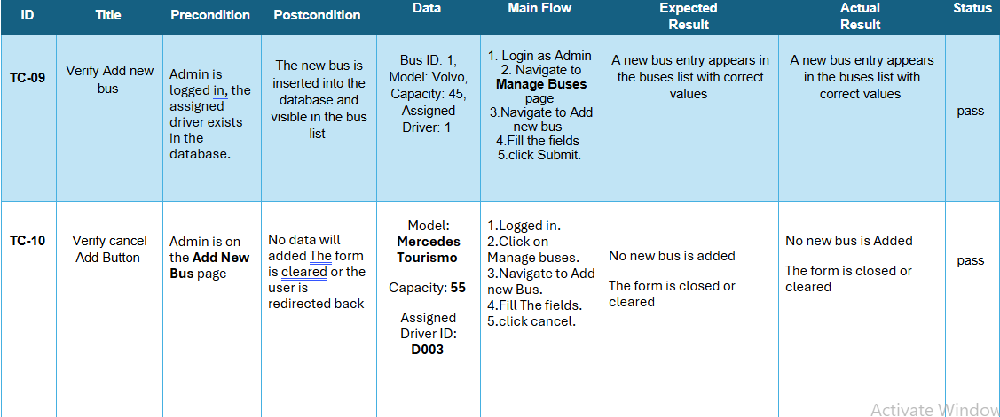 ID
Title
Precondition
Postcondition
Data
Main Flow
Expected
Result
Actual
Result
Status
TC-09
Verify Add new
bus
Admin is
logged in, the
assigned
driver exists
in the
database.
The new bus is
inserted into the
database and
visible in the bus
list
Bus ID: 1,
Model: Volvo,
Capacity: 45,
Assigned
Driver: 1
1. Login as Admin
2. Navigate to
Manage Buses
page
3.Navigate to Add
new bus
4.Fill the fields
5.click Submit.
A new bus entry appears in
the buses list with correct
values
A new bus entry appears
in the buses list with
correct values
pass
TC-10
Verify cancel
Add Button
Admin is on
the Add New
Bus page
No data will
added The form
is cleared or the
user is
redirected back
Model:
Mercedes
Tourismo
Capacity: 55
Assigned
Driver ID:
D003
1.Logged in.
2.Click on
Manage buses.
3.Navigate to Add
new Bus.
4.Fill The fields.
5.click cancel.
No new bus is added
The form is closed or
cleared
No new bus is Added
The form is closed or
cleared
pass
Activate Window